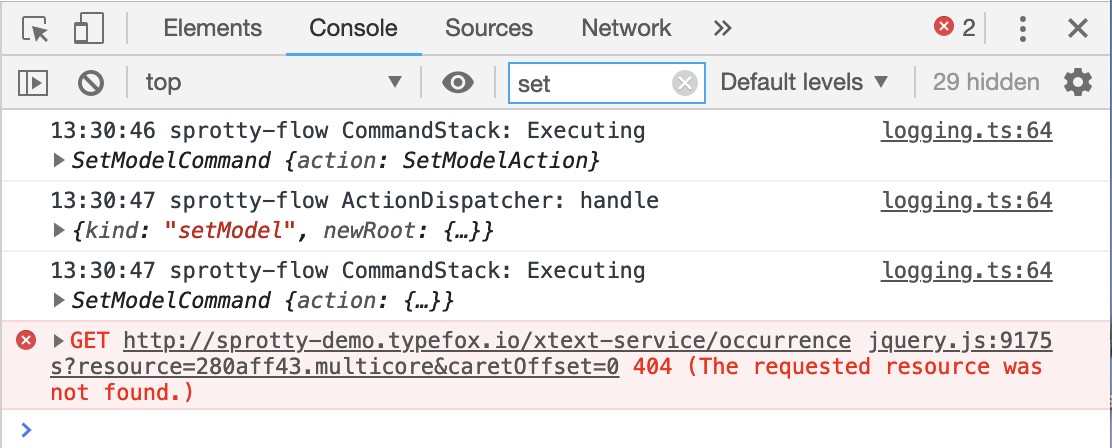 Elements Console Sources Network » 2
top ▼ set Default levels ▼ 29 hidden
13:30:46 sprotty-flow CommandStack: Executing logging.ts:64
▶ SetModelCommand {action: SetModelAction}
13:30:47 sprotty-flow ActionDispatcher: handle logging.ts:64
▶ {kind: "setModel", newRoot: {…}}
13:30:47 sprotty-flow CommandStack: Executing logging.ts:64
▶ SetModelCommand {action: {…}}
▶ GET http://sprotty-demo.typefox.io/xtext-service/occurrence jquery.js:9175
s?resource=280aff43.multicore&caretOffset=0 404 (The requested resource was
not found.)